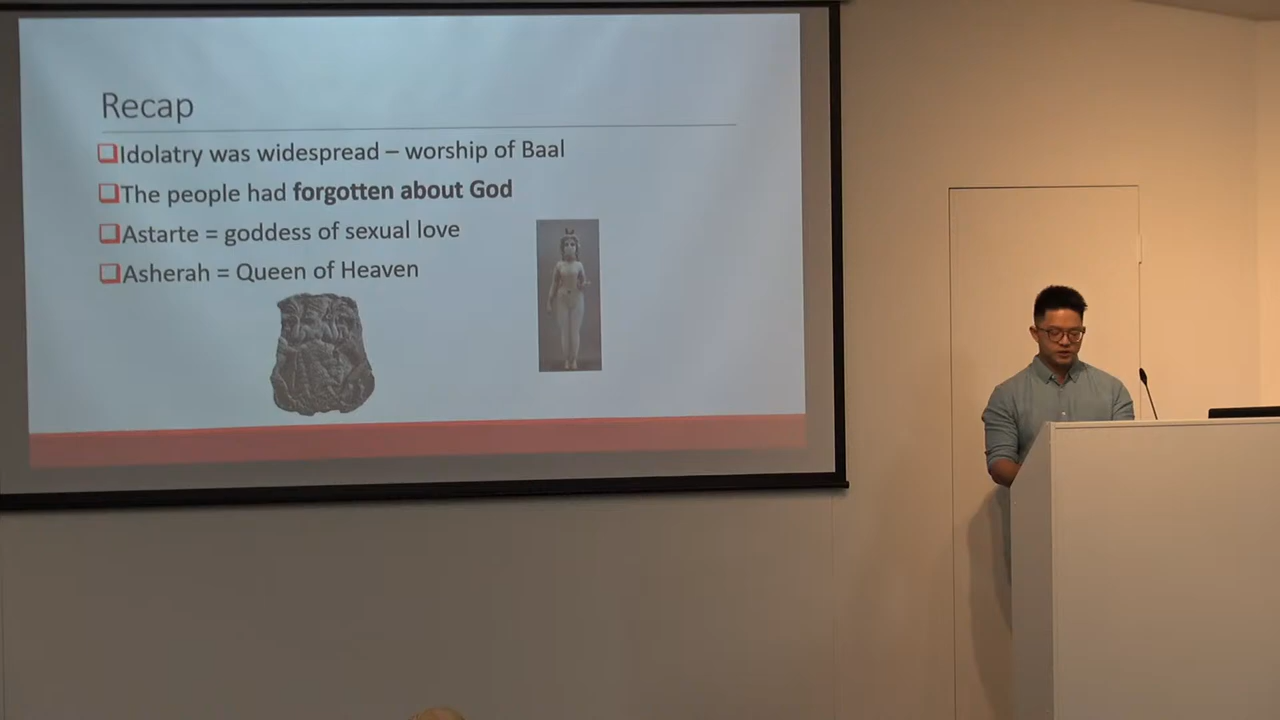 Recap
Idolatry was widespread – worship of Baal
The people had forgotten about God
Astarte = goddess of sexual love
Asherah = Queen of Heaven